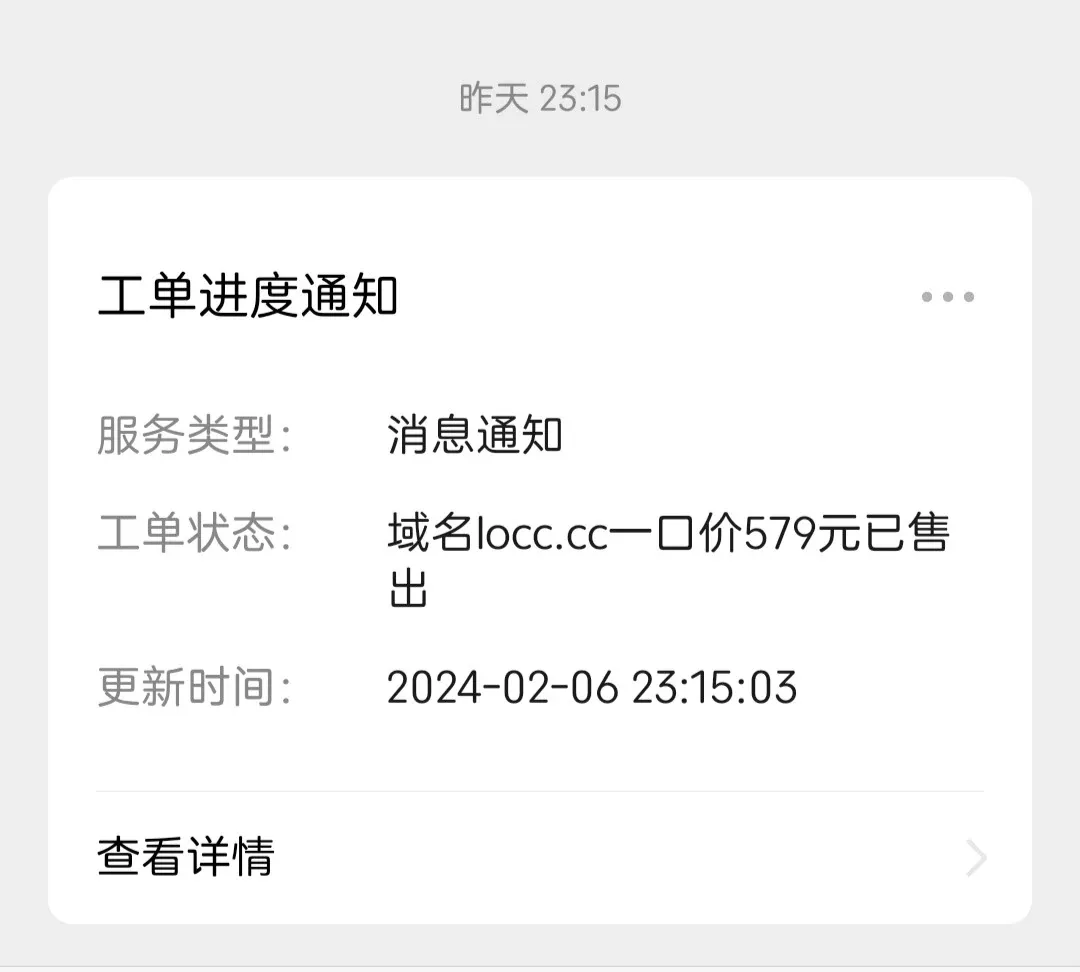 昨天 23:15
工单进度通知
服务类型： 消息通知
工单状态： 域名locc.cc一口价579元已售
出
更新时间： 2024-02-06 23:15:03
查看详情